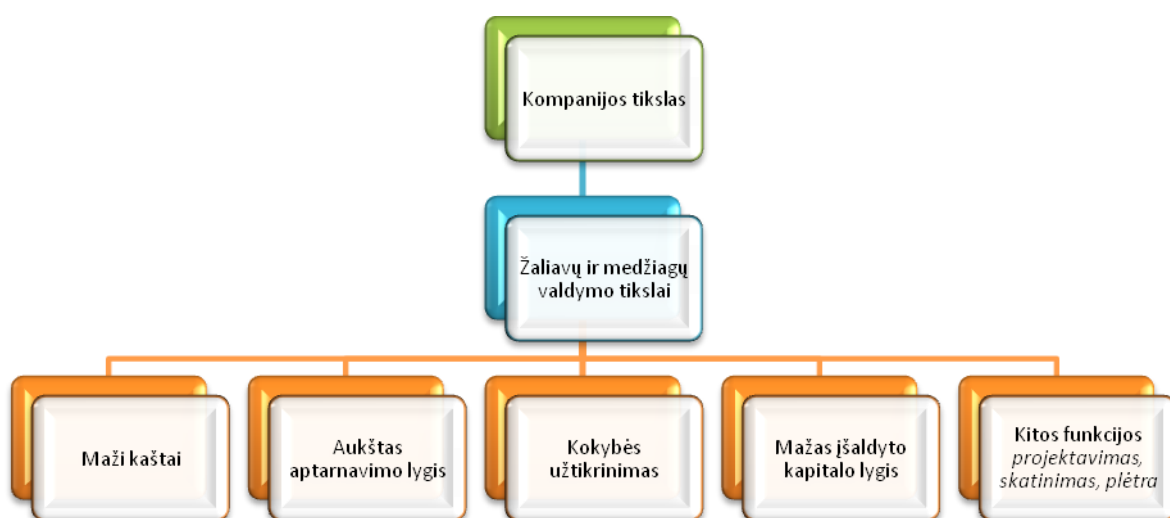 Kompanijos tikslas
Žaliavų ir medžiagų
valdymo tikslai
Maži kaštai
Aukštas
aptarnavimo lygis
Kokybės
užtikrinimas
Mažas įšaldyto
kapitalo lygis
Kitos funkcijos
projektavimas,
skatinimas, plėtra